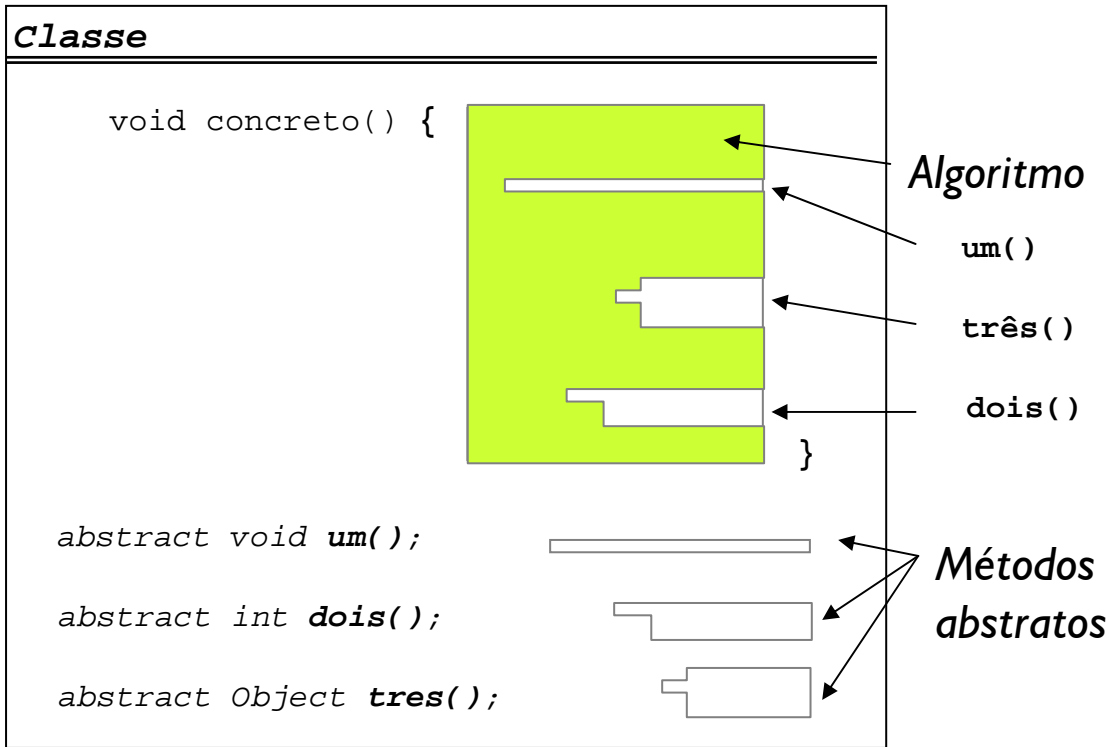 Classe
void concreto() {
Algoritmo
um()
três()
dois()
}
abstract void um();
abstract int dois();
abstract Object tres();
Métodos
abstratos